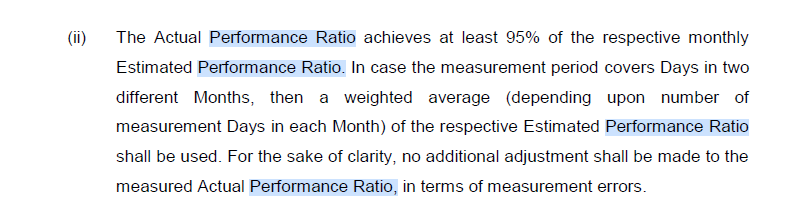 (ii) The Actual Performance Ratio achieves at least 95% of the respective monthly
Estimated Performance Ratio. In case the measurement period covers Days in two
different Months, then a weighted average (depending upon number of
measurement Days in each Month) of the respective Estimated Performance Ratio
shall be used. For the sake of clarity, no additional adjustment shall be made to the
measured Actual Performance Ratio, in terms of measurement errors.